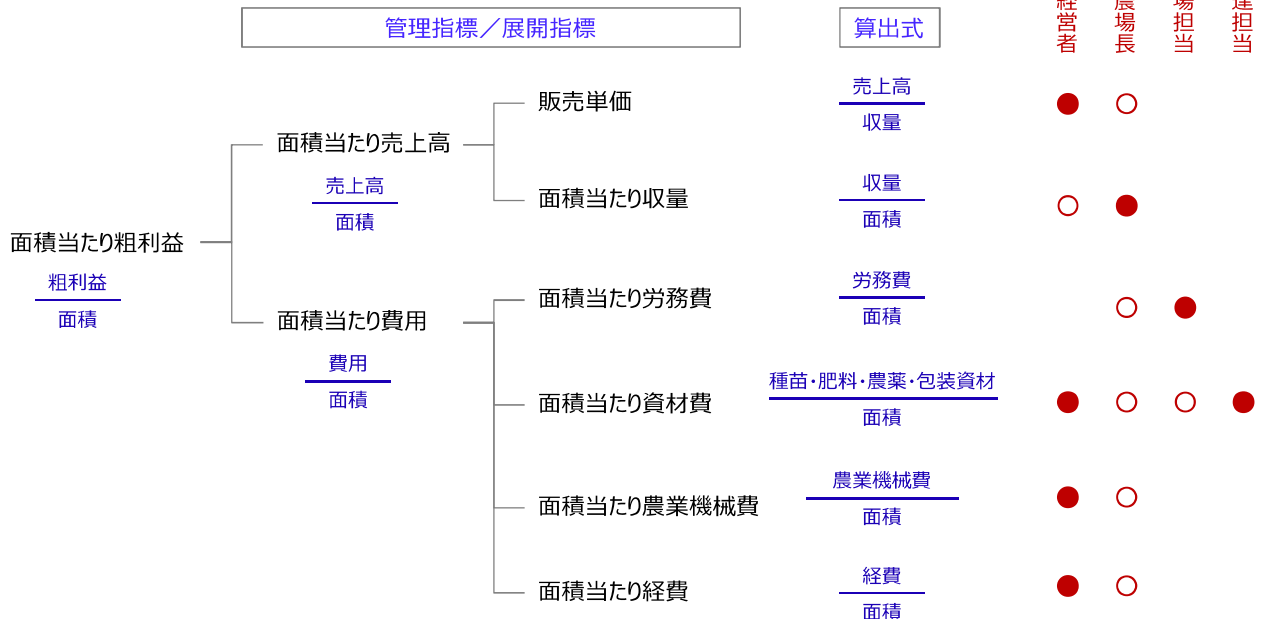 管理指標／展開指標
算出式
経営者
農場長
場担当
達担当
販売単価
売上高
収量
面積当たり売上高
売上高
面積
面積当たり収量
収量
面積
面積当たり粗利益
粗利益
面積
面積当たり労務費
労務費
面積
面積当たり費用
費用
面積
面積当たり資材費
種苗・肥料・農薬・包装資材
面積
面積当たり農業機械費
農業機械費
面積
面積当たり経費
経費
面積